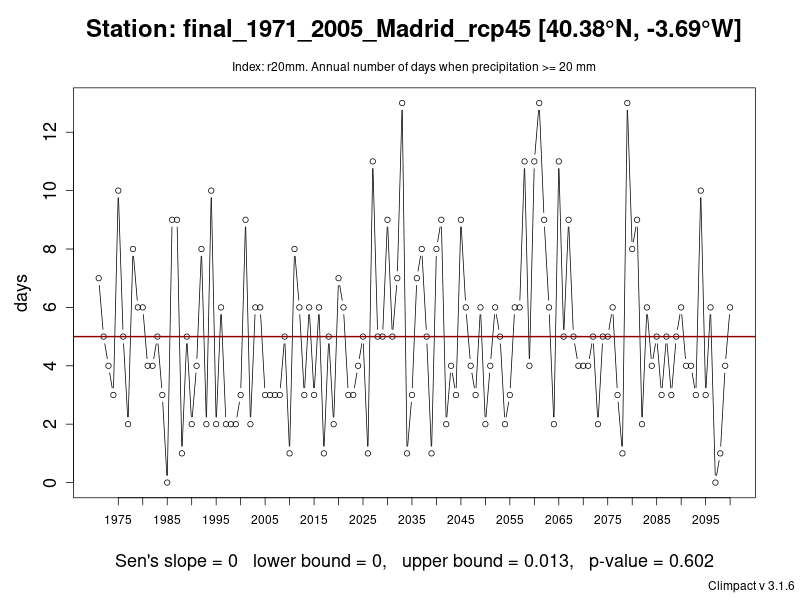 Station: final_1971_2005_Madrid_rcp45 [40.38°N, -3.69°W]
Index: r20mm. Annual number of days when precipitation >= 20 mm
days
12
10
8
6
4
2
0
1975 1985 1995 2005 2015 2025 2035 2045 2055 2065 2075 2085 2095
Sen's slope = 0 lower bound = 0, upper bound = 0.013, p-value = 0.602
Climpact v 3.1.6